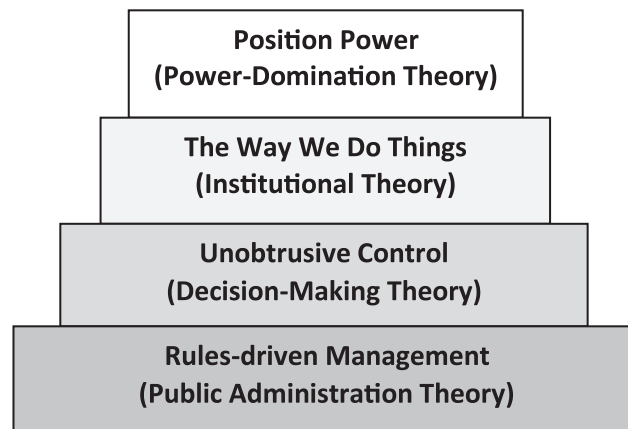 Position Power
(Power-Domination Theory)
The Way We Do Things
(Institutional Theory)
Unobtrusive Control
(Decision-Making Theory)
Rules-driven Management
(Public Administration Theory)